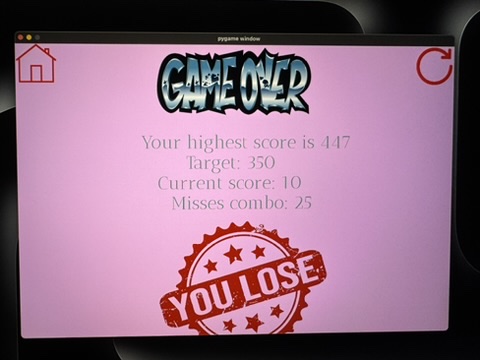 pygame window
GAME OVER
Your highest score is 447
Target: 350
Current score: 10
Misses combo: 25
YOU LOSE